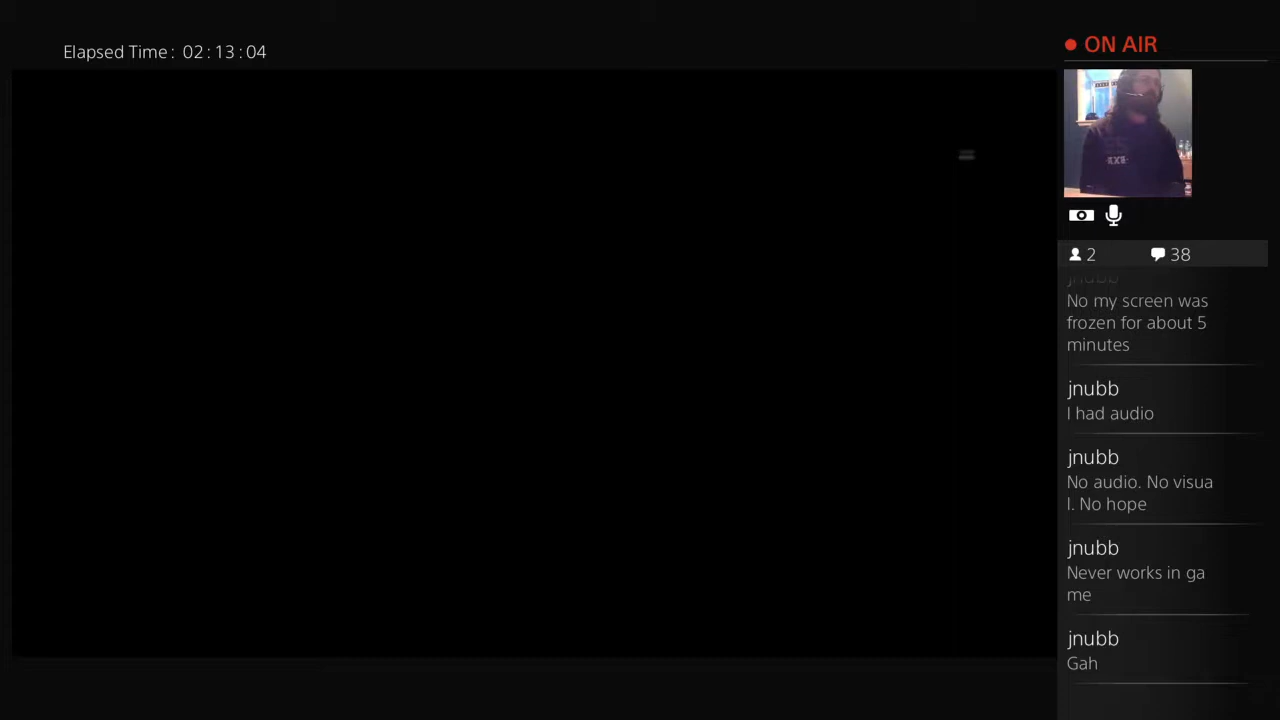 Elapsed Time: 02:13:04
ON AIR
2
38
jnubb
No my screen was
frozen for about 5
minutes
jnubb
I had audio
jnubb
No audio. No visua
l. No hope
jnubb
Never works in ga
me
jnubb
Gah